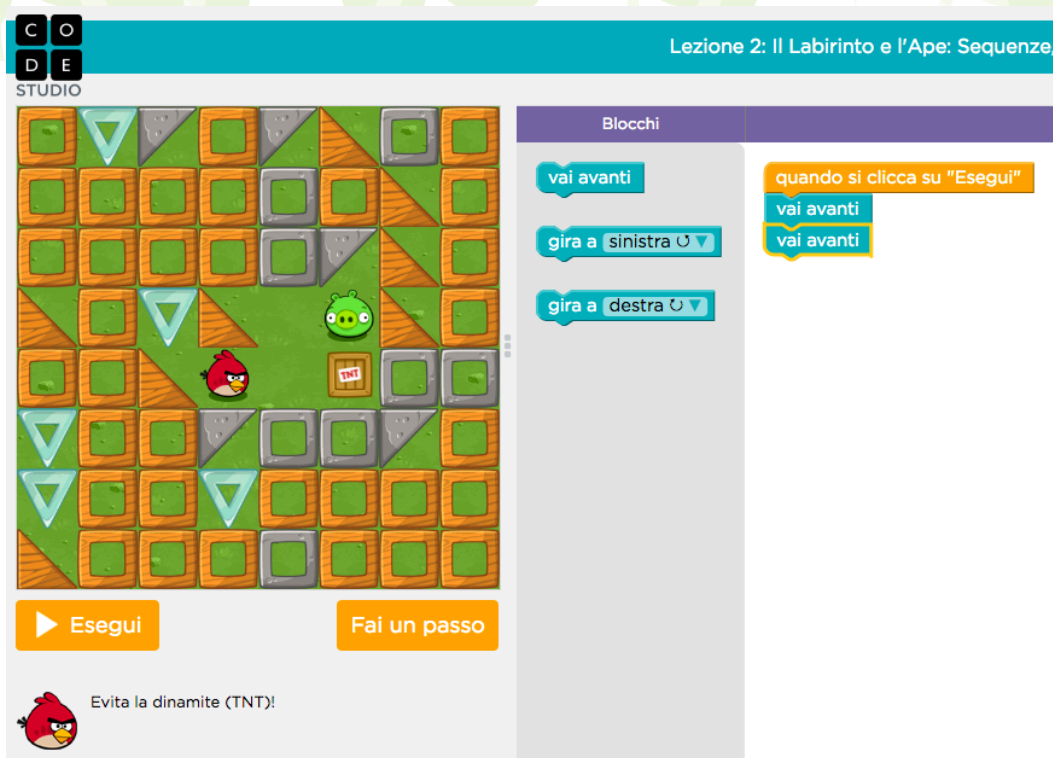 C O
D E
STUDIO
Lezione 2: Il Labirinto e l'Ape: Sequenze,
Blocchi
vai avanti
gira a sinistra
gira a destra
quando si clicca su "Esegui"
vai avanti
vai avanti
TNT
Esegui
Fai un passo
Evita la dinamite (TNT)!